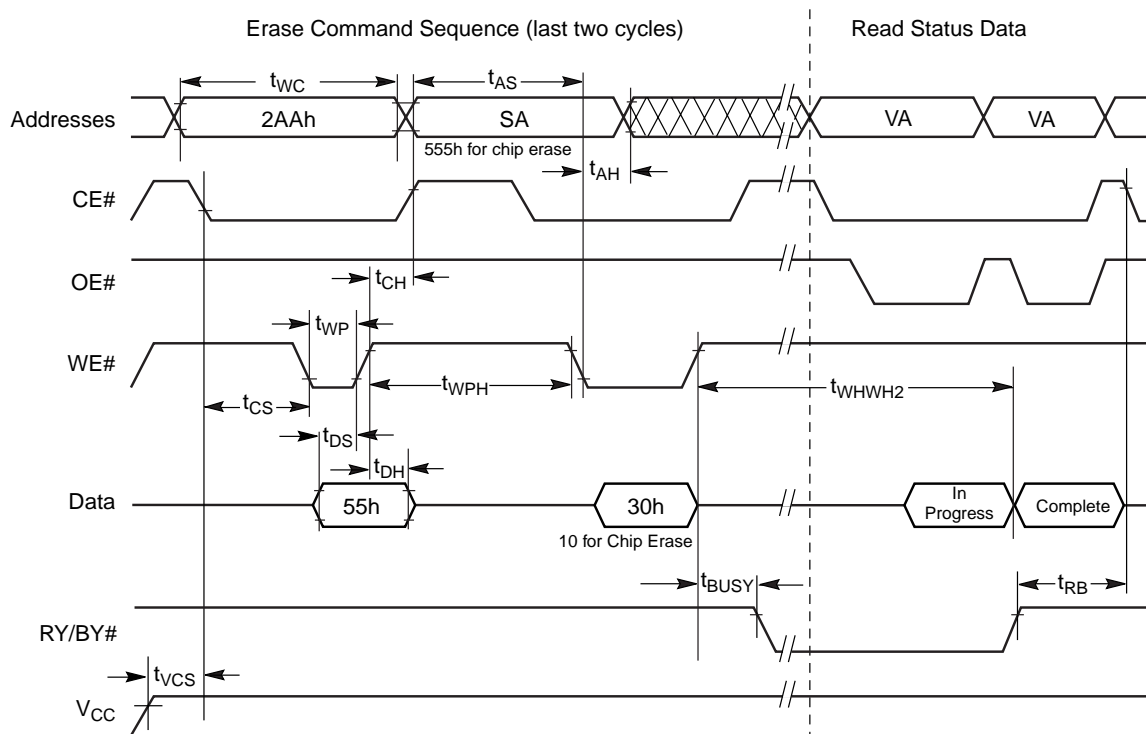 Erase Command Sequence (last two cycles)
Read Status Data
tWC
tAS
Addresses
2AAh
SA
VA
VA
555h for chip erase
tAH
CE#
OE#
tCH
tWP
WE#
tWPH
tWHWH2
tCS
tDS
tDH
Data
55h
30h
In
Progress
Complete
10 for Chip Erase
tBUSY
tRB
RY/BY#
tVCS
VCC